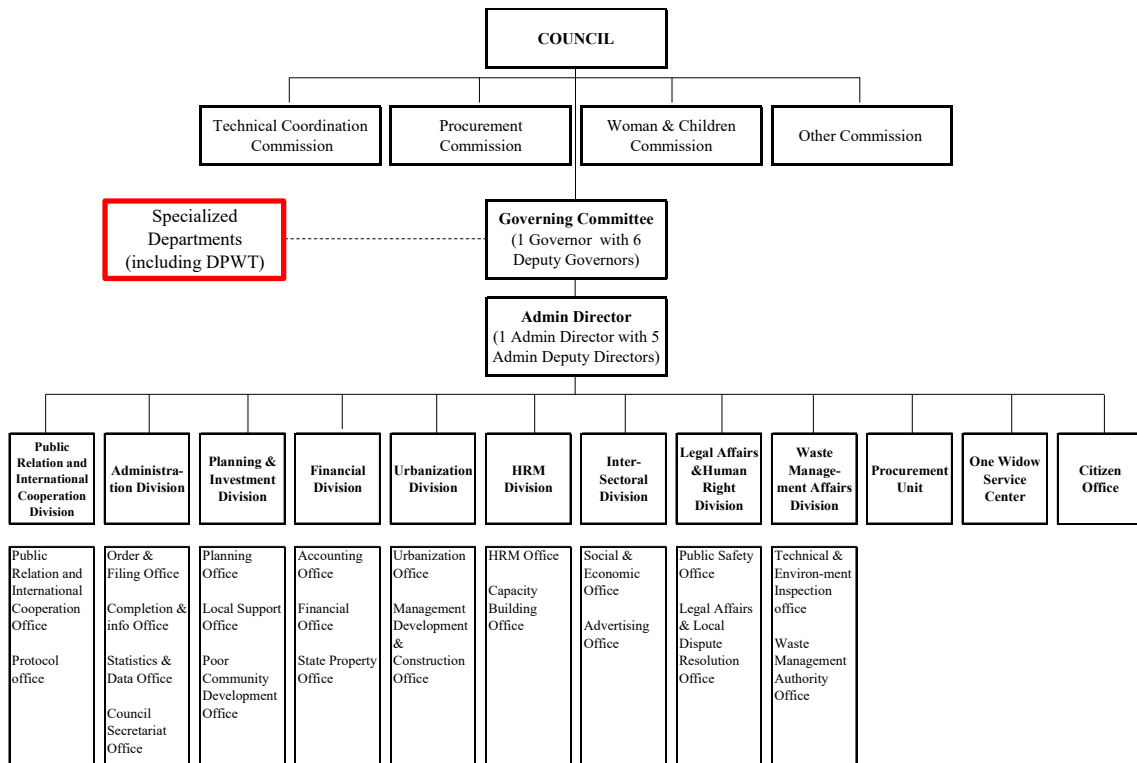 COUNCIL
Technical Coordination
Commission
Procurement
Commission
Woman & Children
Commission
Other Commission
Specialized
Departments
(including DPWT)
Governing Committee
(1 Governor with 6
Deputy Governors)
Admin Director
(1 Admin Director with 5
Admin Deputy Directors)
Public
Relation and
International
Cooperation
Division
Administra-
tion Division
Planning &
Investment
Division
Financial
Division
Urbanization
Division
HRM
Division
Inter-
Sectoral
Division
Legal Affairs
&Human
Right Division
Waste
Manage-
ment Affairs
Division
Procurement
Unit
One Widow
Service
Center
Citizen
Office
Public
Relation and
International
Cooperation
Office
Protocol
office
Order &
Filing Office
Completion &
info Office
Statistics &
Data Office
Council
Secretariat
Office
Planning
Office
Local Support
Office
Poor
Community
Development
Office
Accounting
Office
Financial
Office
State Property
Office
Urbanization
Office
Management
Development
&
Construction
Office
HRM Office
Capacity
Building
Office
Social &
Economic
Office
Advertising
Office
Public Safety
Office
Legal Affairs
& Local
Dispute
Resolution
Office
Technical &
Environ-ment
Inspection
office
Waste
Management
Authority
Office